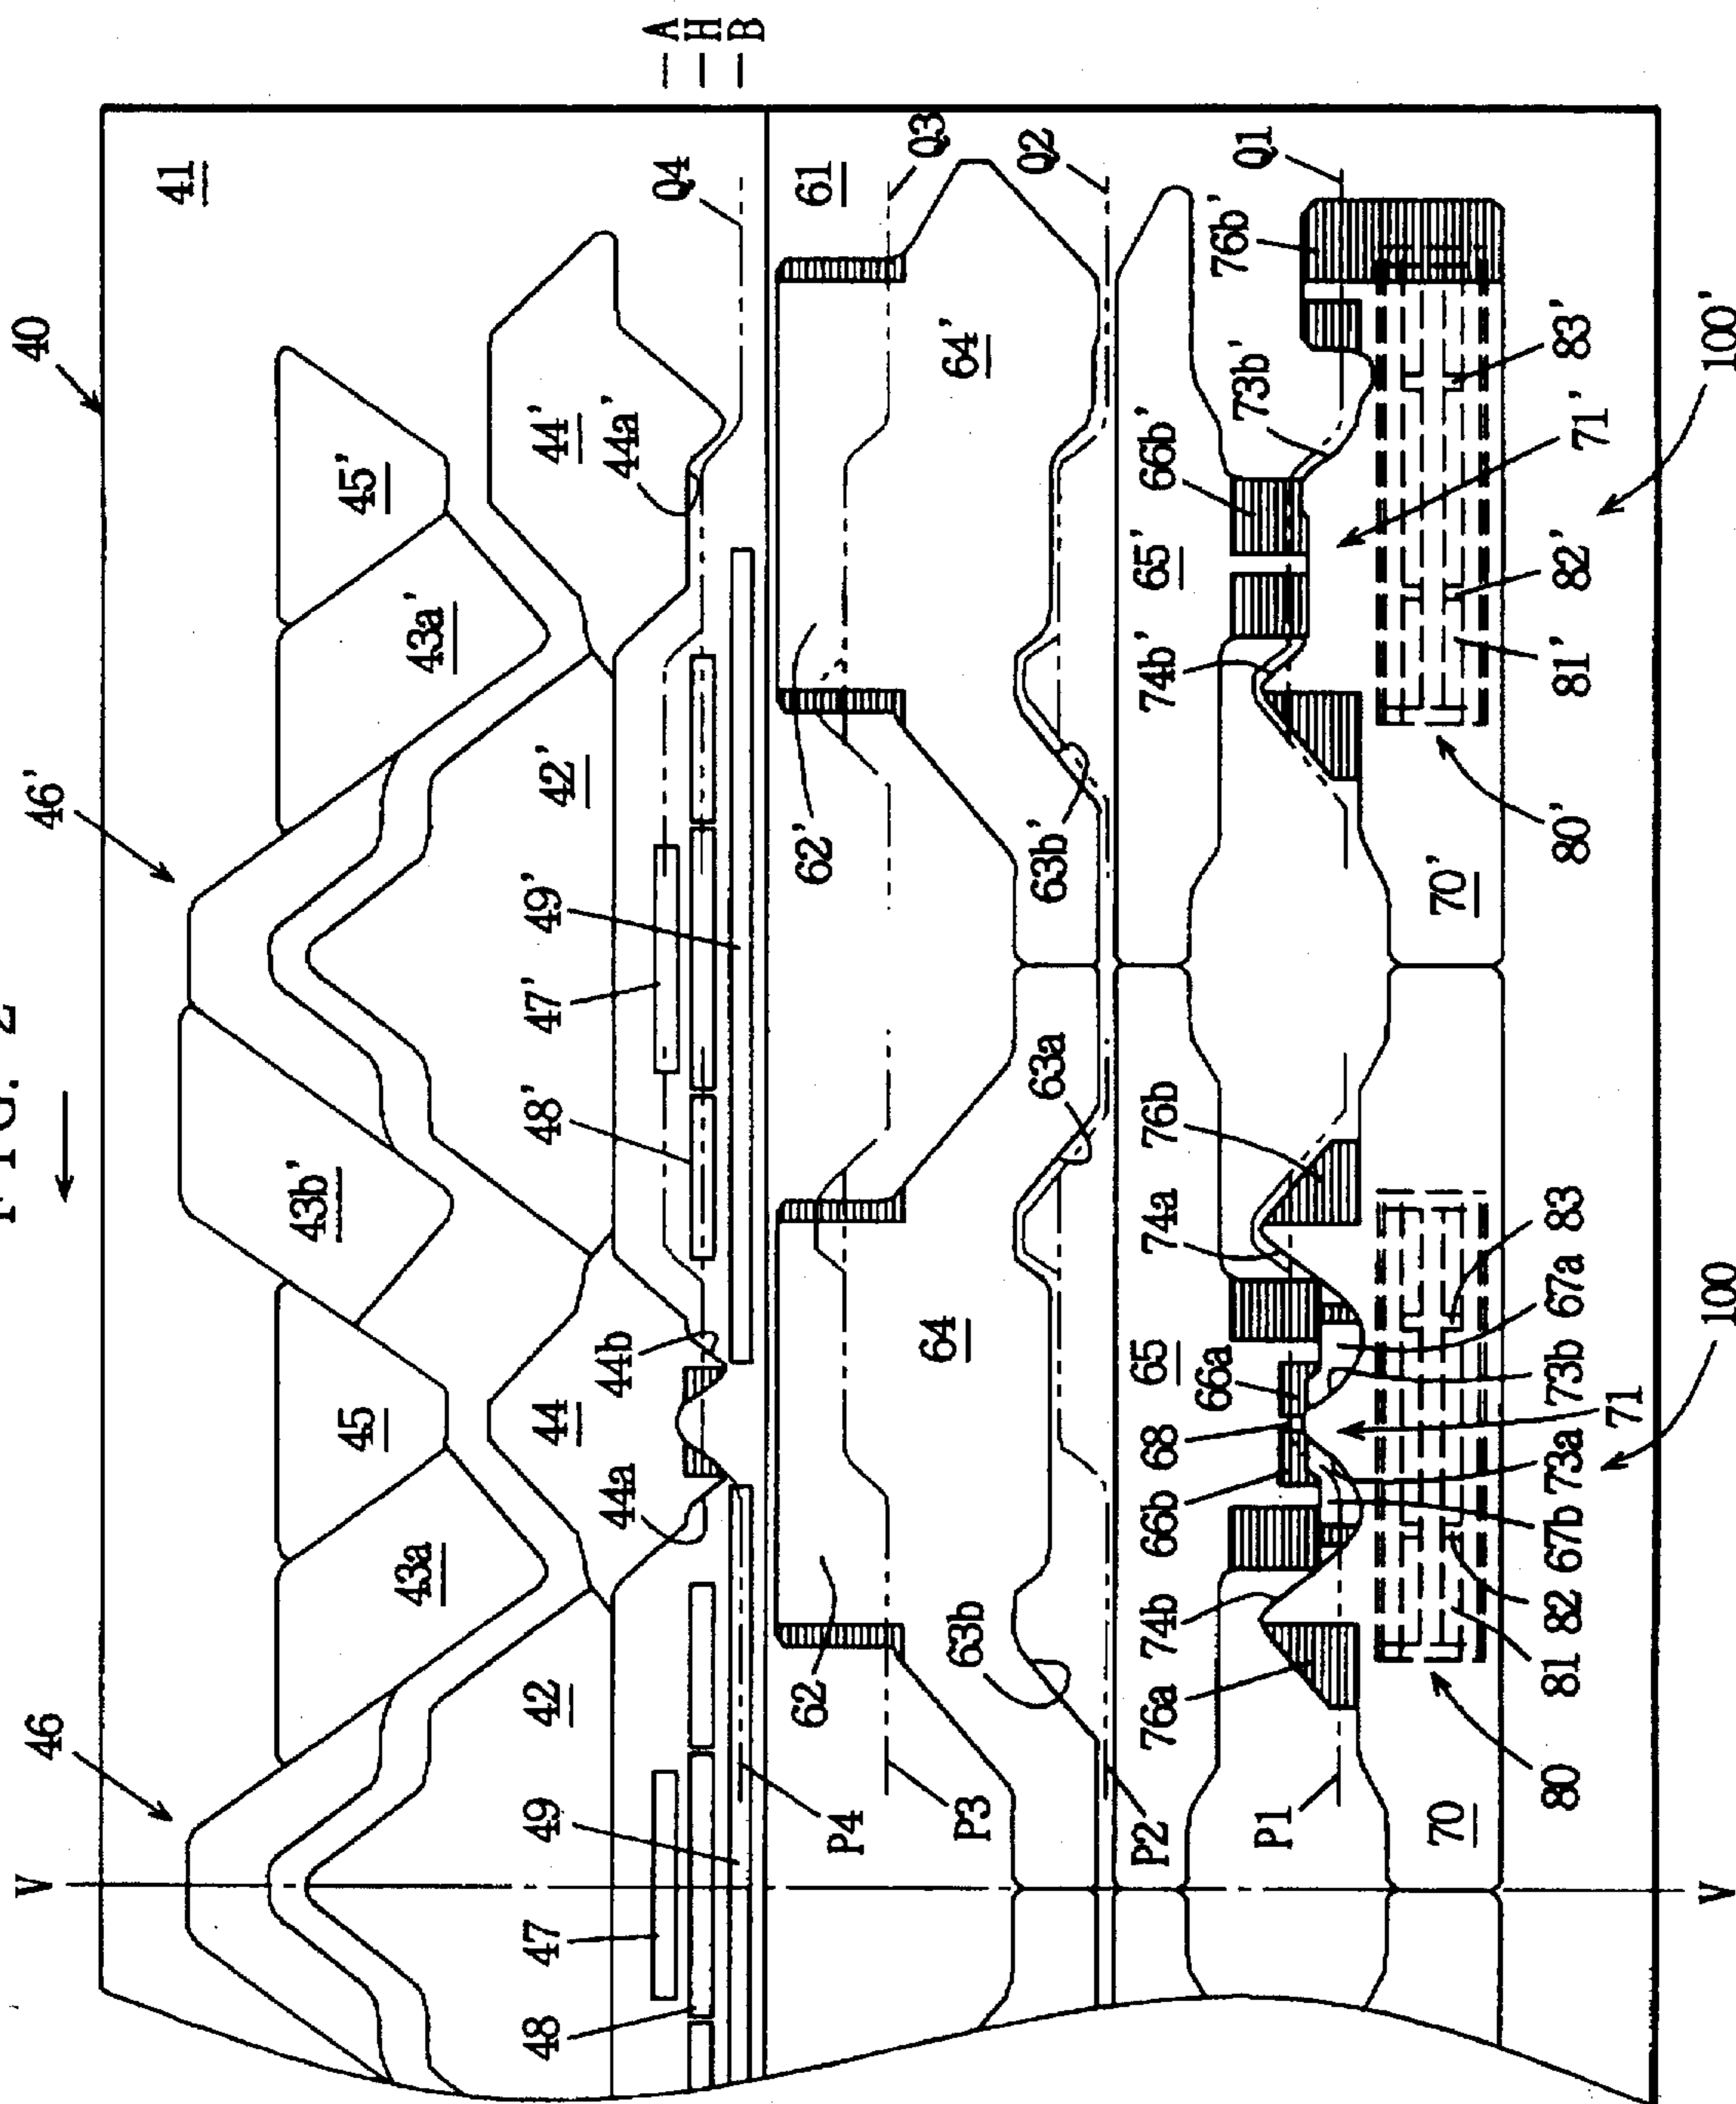 FIG. 2
40
46
46'
41
43a
45
43b'
43a'
45'
42
44
42'
44'
44a
44b
44a'
47
48
49
48'
47'
49'
Q4
A
H
B
P4
P3
P2
P1
61
Q3
Q2
Q1
62
64
62'
64'
63b
63a
63b'
65
65'
76a
74b
66b
68
66a
74a
76b
74b'
66b'
73b'
76b'
70
80
81
82
67b
73a
71
73b
67a
83
100
70'
80'
81'
82'
71'
83'
100'
V
V